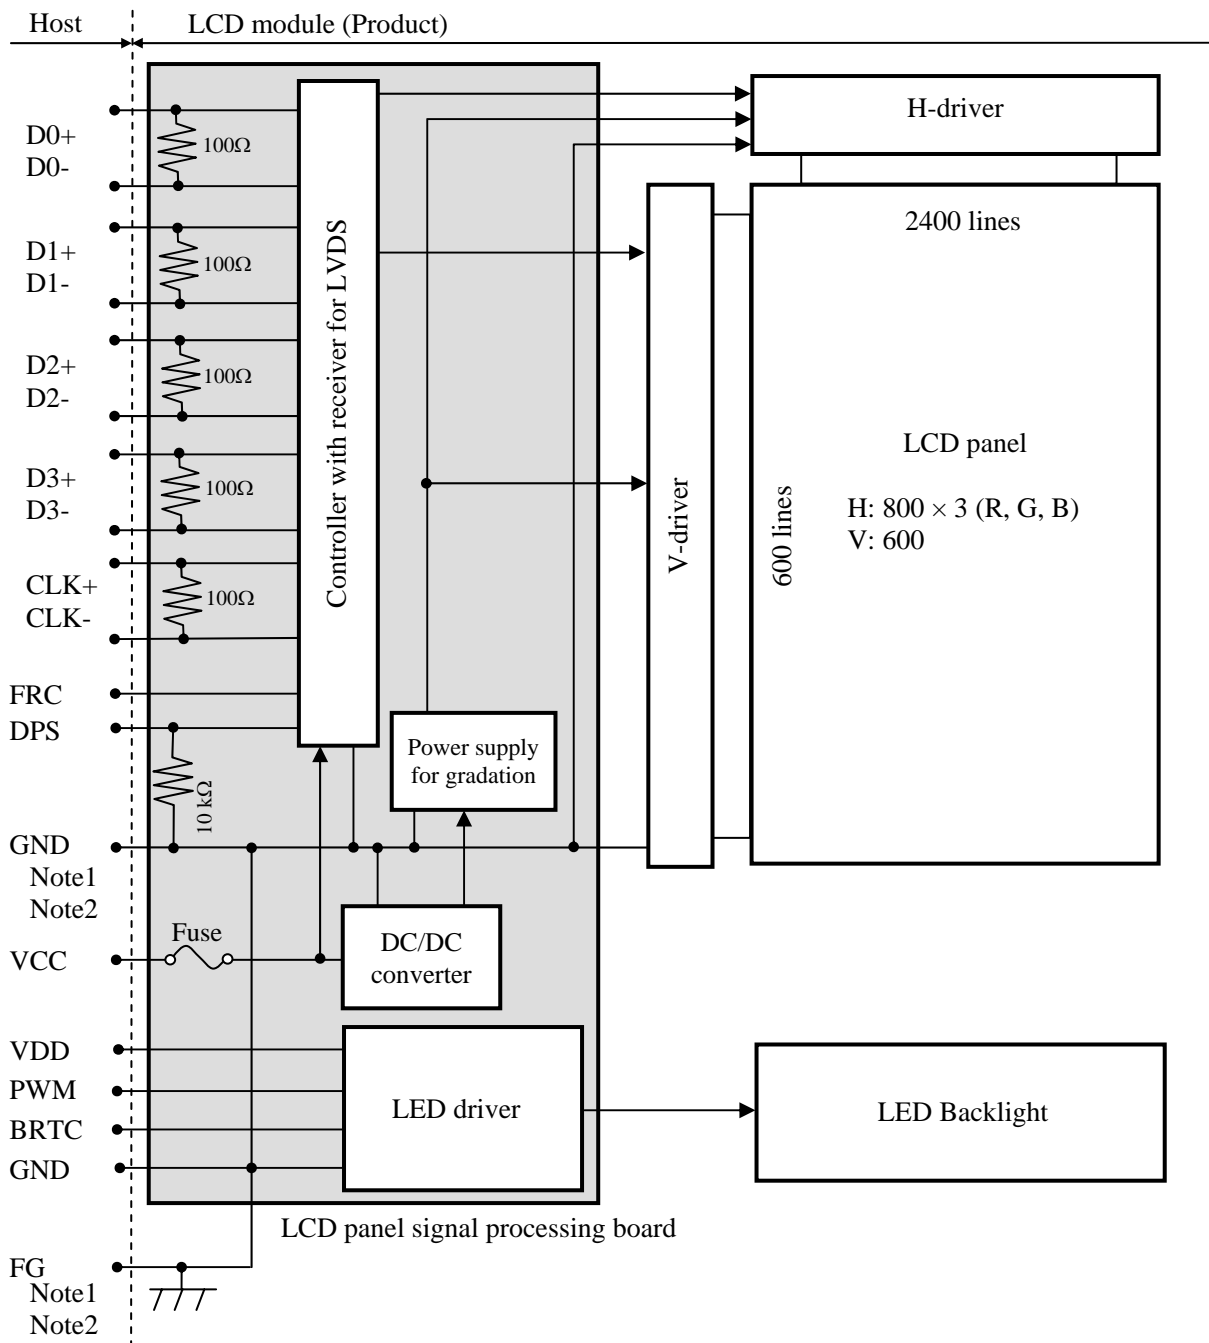 Host
LCD module (Product)
D0+
D0-
100Ω
D1+
D1-
100Ω
D2+
D2-
100Ω
D3+
D3-
100Ω
CLK+
CLK-
100Ω
FRC
DPS
10 kΩ
GND
Note1
Note2
VCC
Fuse
VDD
PWM
BRTC
GND
FG
Note1
Note2
Controller with receiver for LVDS
Power supply
for gradation
DC/DC
converter
LED driver
LCD panel signal processing board
H-driver
V-driver
2400 lines
600 lines
LCD panel
H: 800 × 3 (R, G, B)
V: 600
LED Backlight